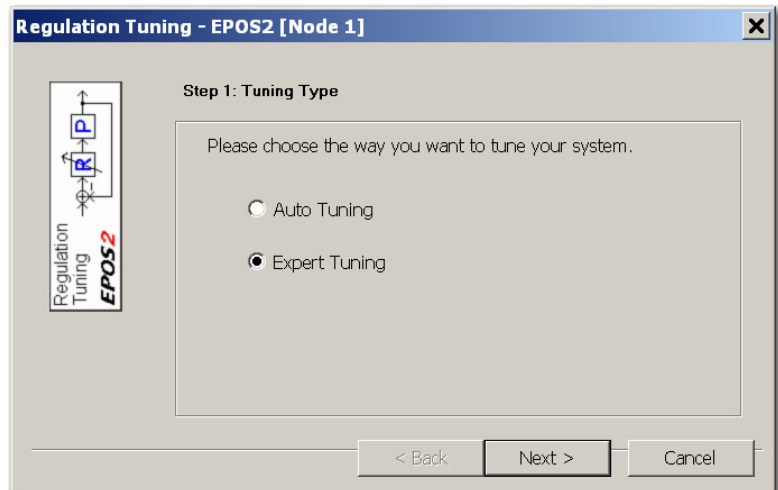 Regulation Tuning - EPOS2 [Node 1]
Step 1: Tuning Type
Please choose the way you want to tune your system.
Auto Tuning
Expert Tuning
P
R
-
Regulation
Tuning
EPOS2
< Back
Next >
Cancel